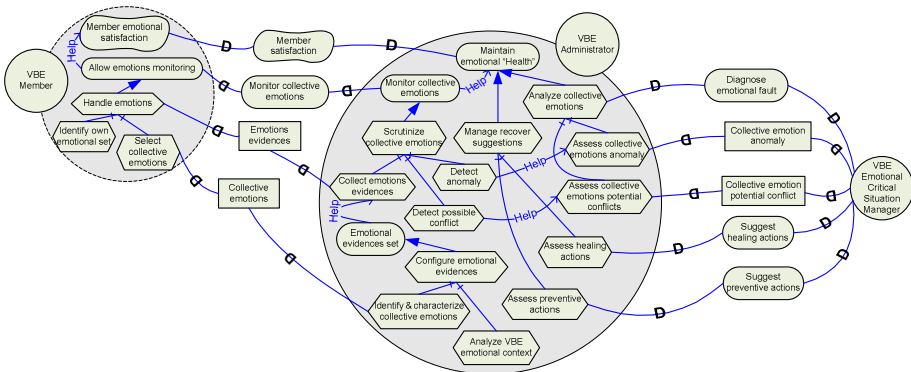 VBE
Member
Member emotional
satisfaction
Help
Allow emotions monitoring
Handle emotions
Identify own
emotional set
Select
collective
emotions
D
Member
satisfaction
D
D
Monitor collective
emotions
D
D
Emotions
evidences
D
D
Collective
emotions
D
VBE
Administrator
Maintain
emotional "Health"
Help
Monitor collective
emotions
Analyze collective
emotions
Scrutinize
collective emotions
Manage recover
suggestions
Assess collective
emotions anomaly
Help
Detect
anomaly
Collect emotions
evidences
Help
Assess collective
emotions potential
conflicts
Help
Detect possible
conflict
Emotional
evidences set
Configure emotional
evidences
Assess healing
actions
Identify & characterize
collective emotions
Assess preventive
actions
Analyze VBE
emotional context
D
Diagnose
emotional fault
D
D
Collective emotion
anomaly
D
D
Collective emotion
potential conflict
D
D
Suggest
healing actions
D
D
Suggest
preventive actions
D
VBE
Emotional
Critical
Situation
Manager